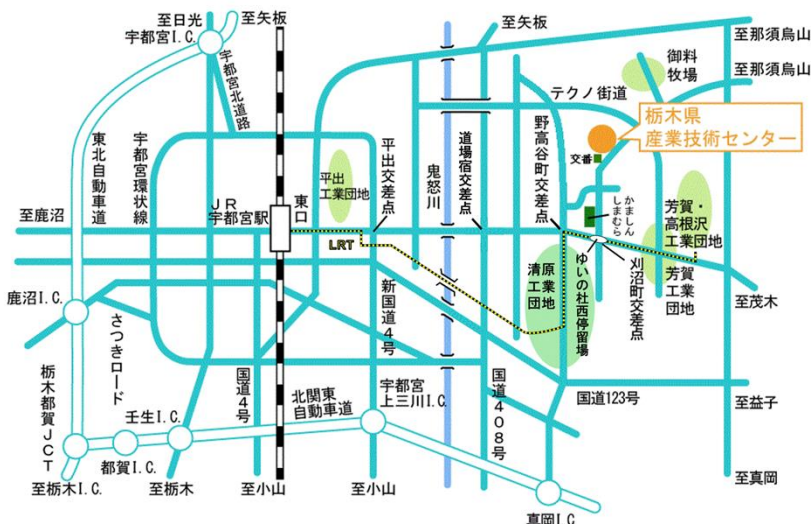 至日光
宇都宮I.C.
至矢板
至矢板
宇都宮北道路
東北自動車道
宇都宮環状線
JR
宇都宮駅
東口
平出
工業団地
平出交差点
鬼怒川
道場宿交差点
野高谷町交差点
テクノ街道
御料
牧場
至那須烏山
至那須烏山
栃木県
産業技術センター
交番
かましん
しまむら
芳賀・
高根沢
工業団地
芳賀
工業
団地
至鹿沼
LRT
清原
工業
団地
ゆいの杜西停留場
刈沼町交差点
至茂木
鹿沼I.C.
さつきロード
新国道4号
国道4号
北関東
自動車道
宇都宮
上三川I.C.
国道408号
国道123号
至益子
栃木都賀JCT
壬生I.C.
都賀I.C.
至栃木I.C.
至栃木
至小山
至小山
真岡I.C
至真岡